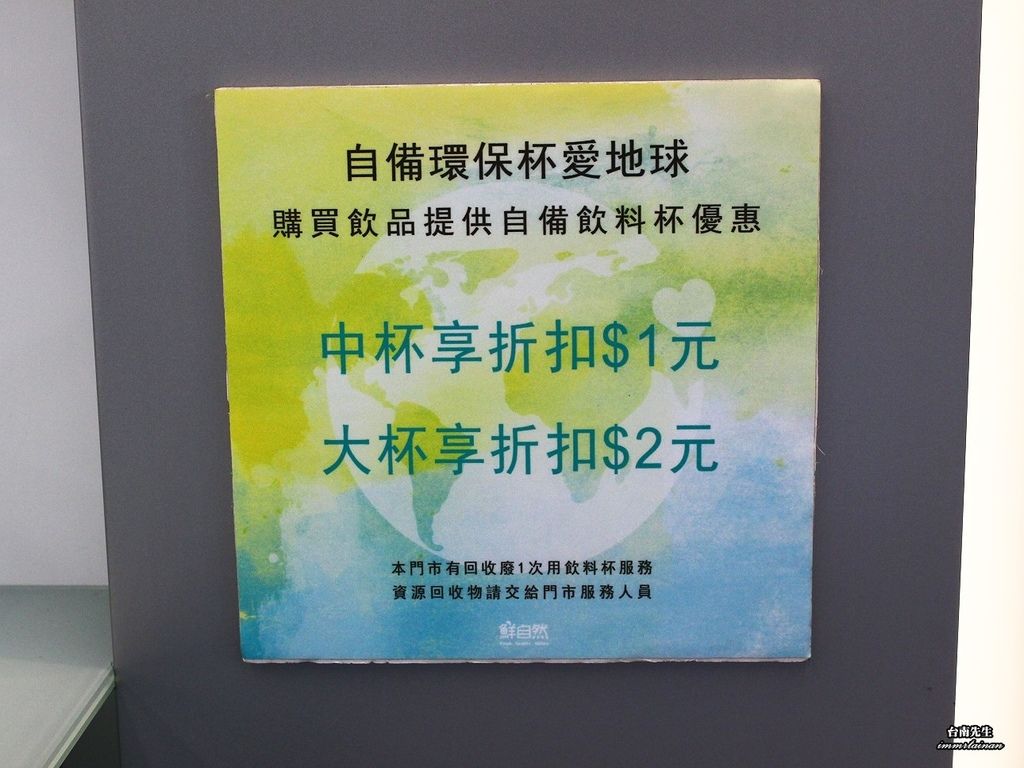 自備環保杯愛地球
購買飲品提供自備飲料杯優惠
中杯享折扣$1元
大杯享折扣$2元
本門市有回收廢1次用飲料杯服務
資源回收物請交給門市服務人員
鮮自然
台南先生
immrtainan